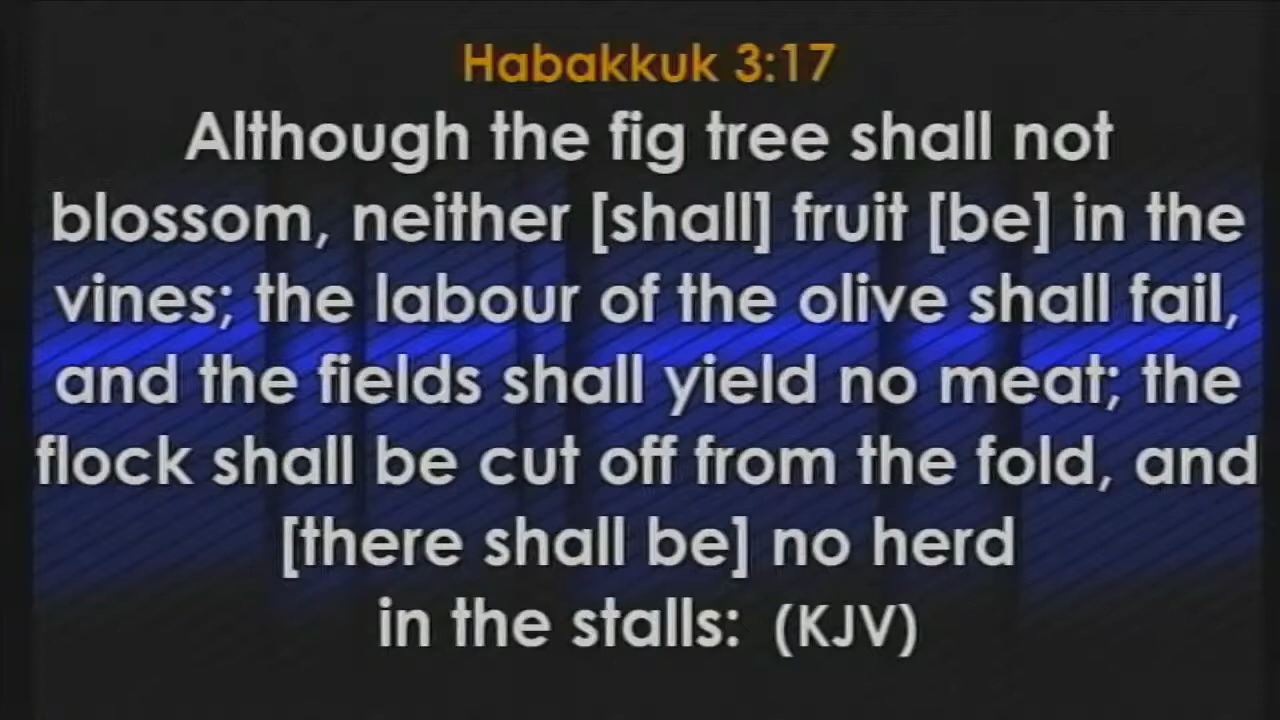 Habakkuk 3:17
Although the fig tree shall not
blossom, neither [shall] fruit [be] in the
vines; the labour of the olive shall fail,
and the fields shall yield no meat; the
flock shall be cut off from the fold, and
[there shall be] no herd
in the stalls: (KJV)